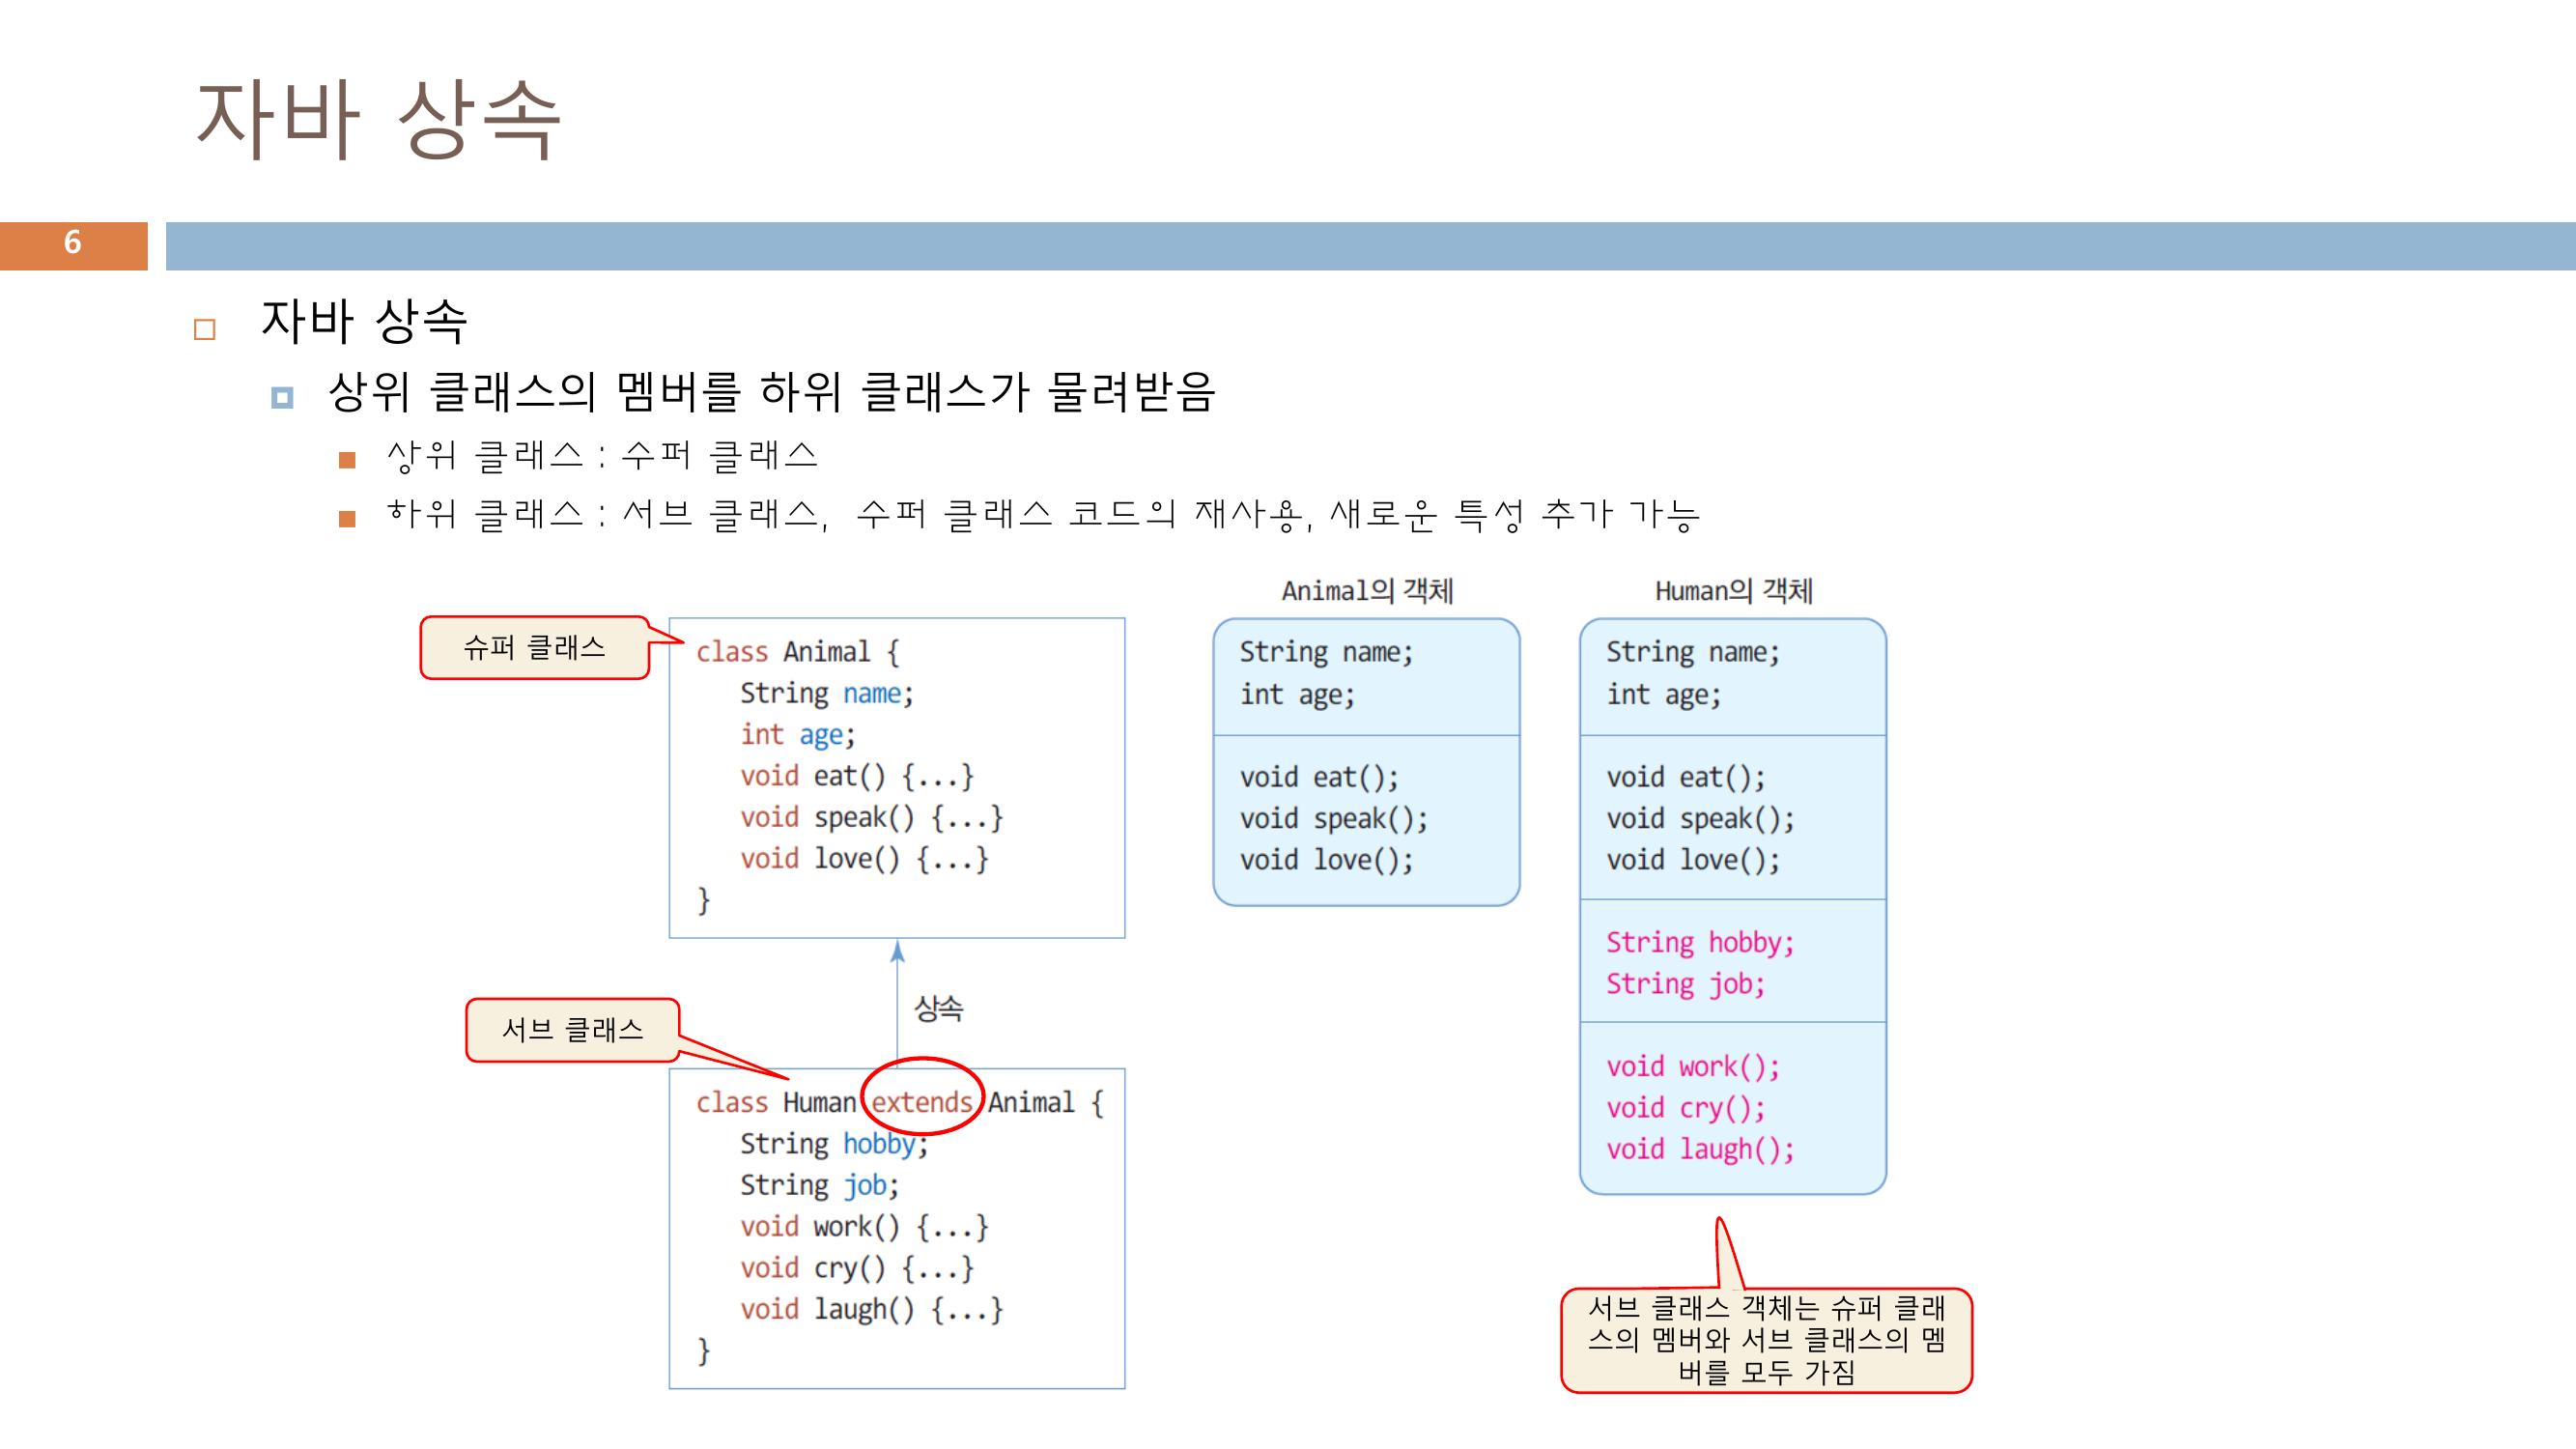 자바 상속
6
자바 상속
상위 클래스의 멤버를 하위 클래스가 물려받음
상위 클래스 : 수퍼 클래스
하위 클래스 : 서브 클래스, 수퍼 클래스 코드의 재사용, 새로운 특성 추가 가능
슈퍼 클래스
class Animal {
String name;
int age;
void eat() {...}
void speak() {...}
void love() {...}
}
상속
서브 클래스
class Human extends Animal {
String hobby;
String job;
void work() {...}
void cry() {...}
void laugh() {...}
}
Animal의 객체
String name;
int age;
void eat();
void speak();
void love();
Human의 객체
String name;
int age;
void eat();
void speak();
void love();
String hobby;
String job;
void work();
void cry();
void laugh();
서브 클래스 객체는 슈퍼 클래
스의 멤버와 서브 클래스의 멤
버를 모두 가짐